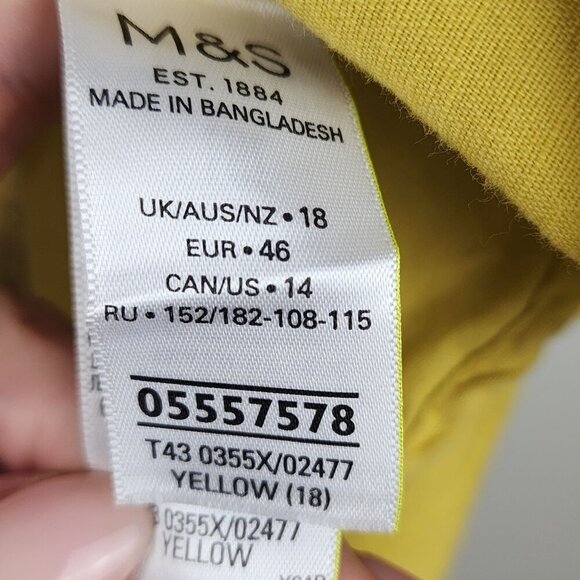 M&S
EST. 1884
MADE IN BANGLADESH
UK/AUS/NZ • 18
EUR • 46
CAN/US • 14
RU • 152/182-108-115
05557578
T43 0355X/02477
YELLOW (18)
0355X/02477
YELLOW